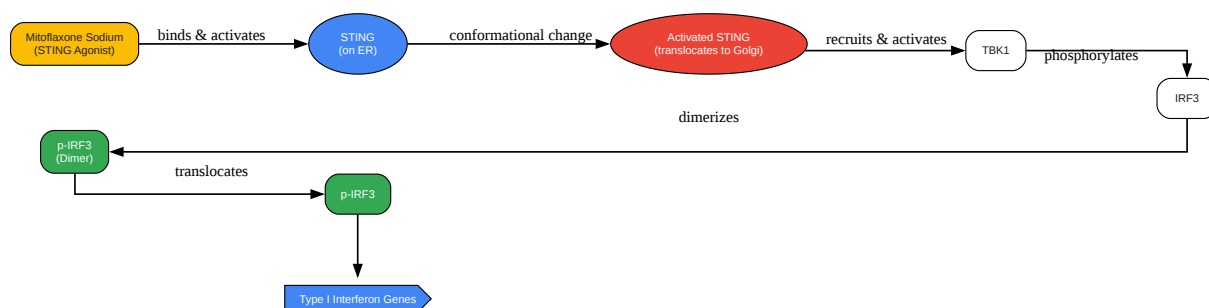 Mitoflaxone Sodium
(STING Agonist)
binds & activates
STING
(on ER)
conformational change
Activated STING
(translocates to Golgi)
recruits & activates
TBK1
phosphorylates
IRF3
dimerizes
p-IRF3
(Dimer)
translocates
p-IRF3
Type I Interferon Genes